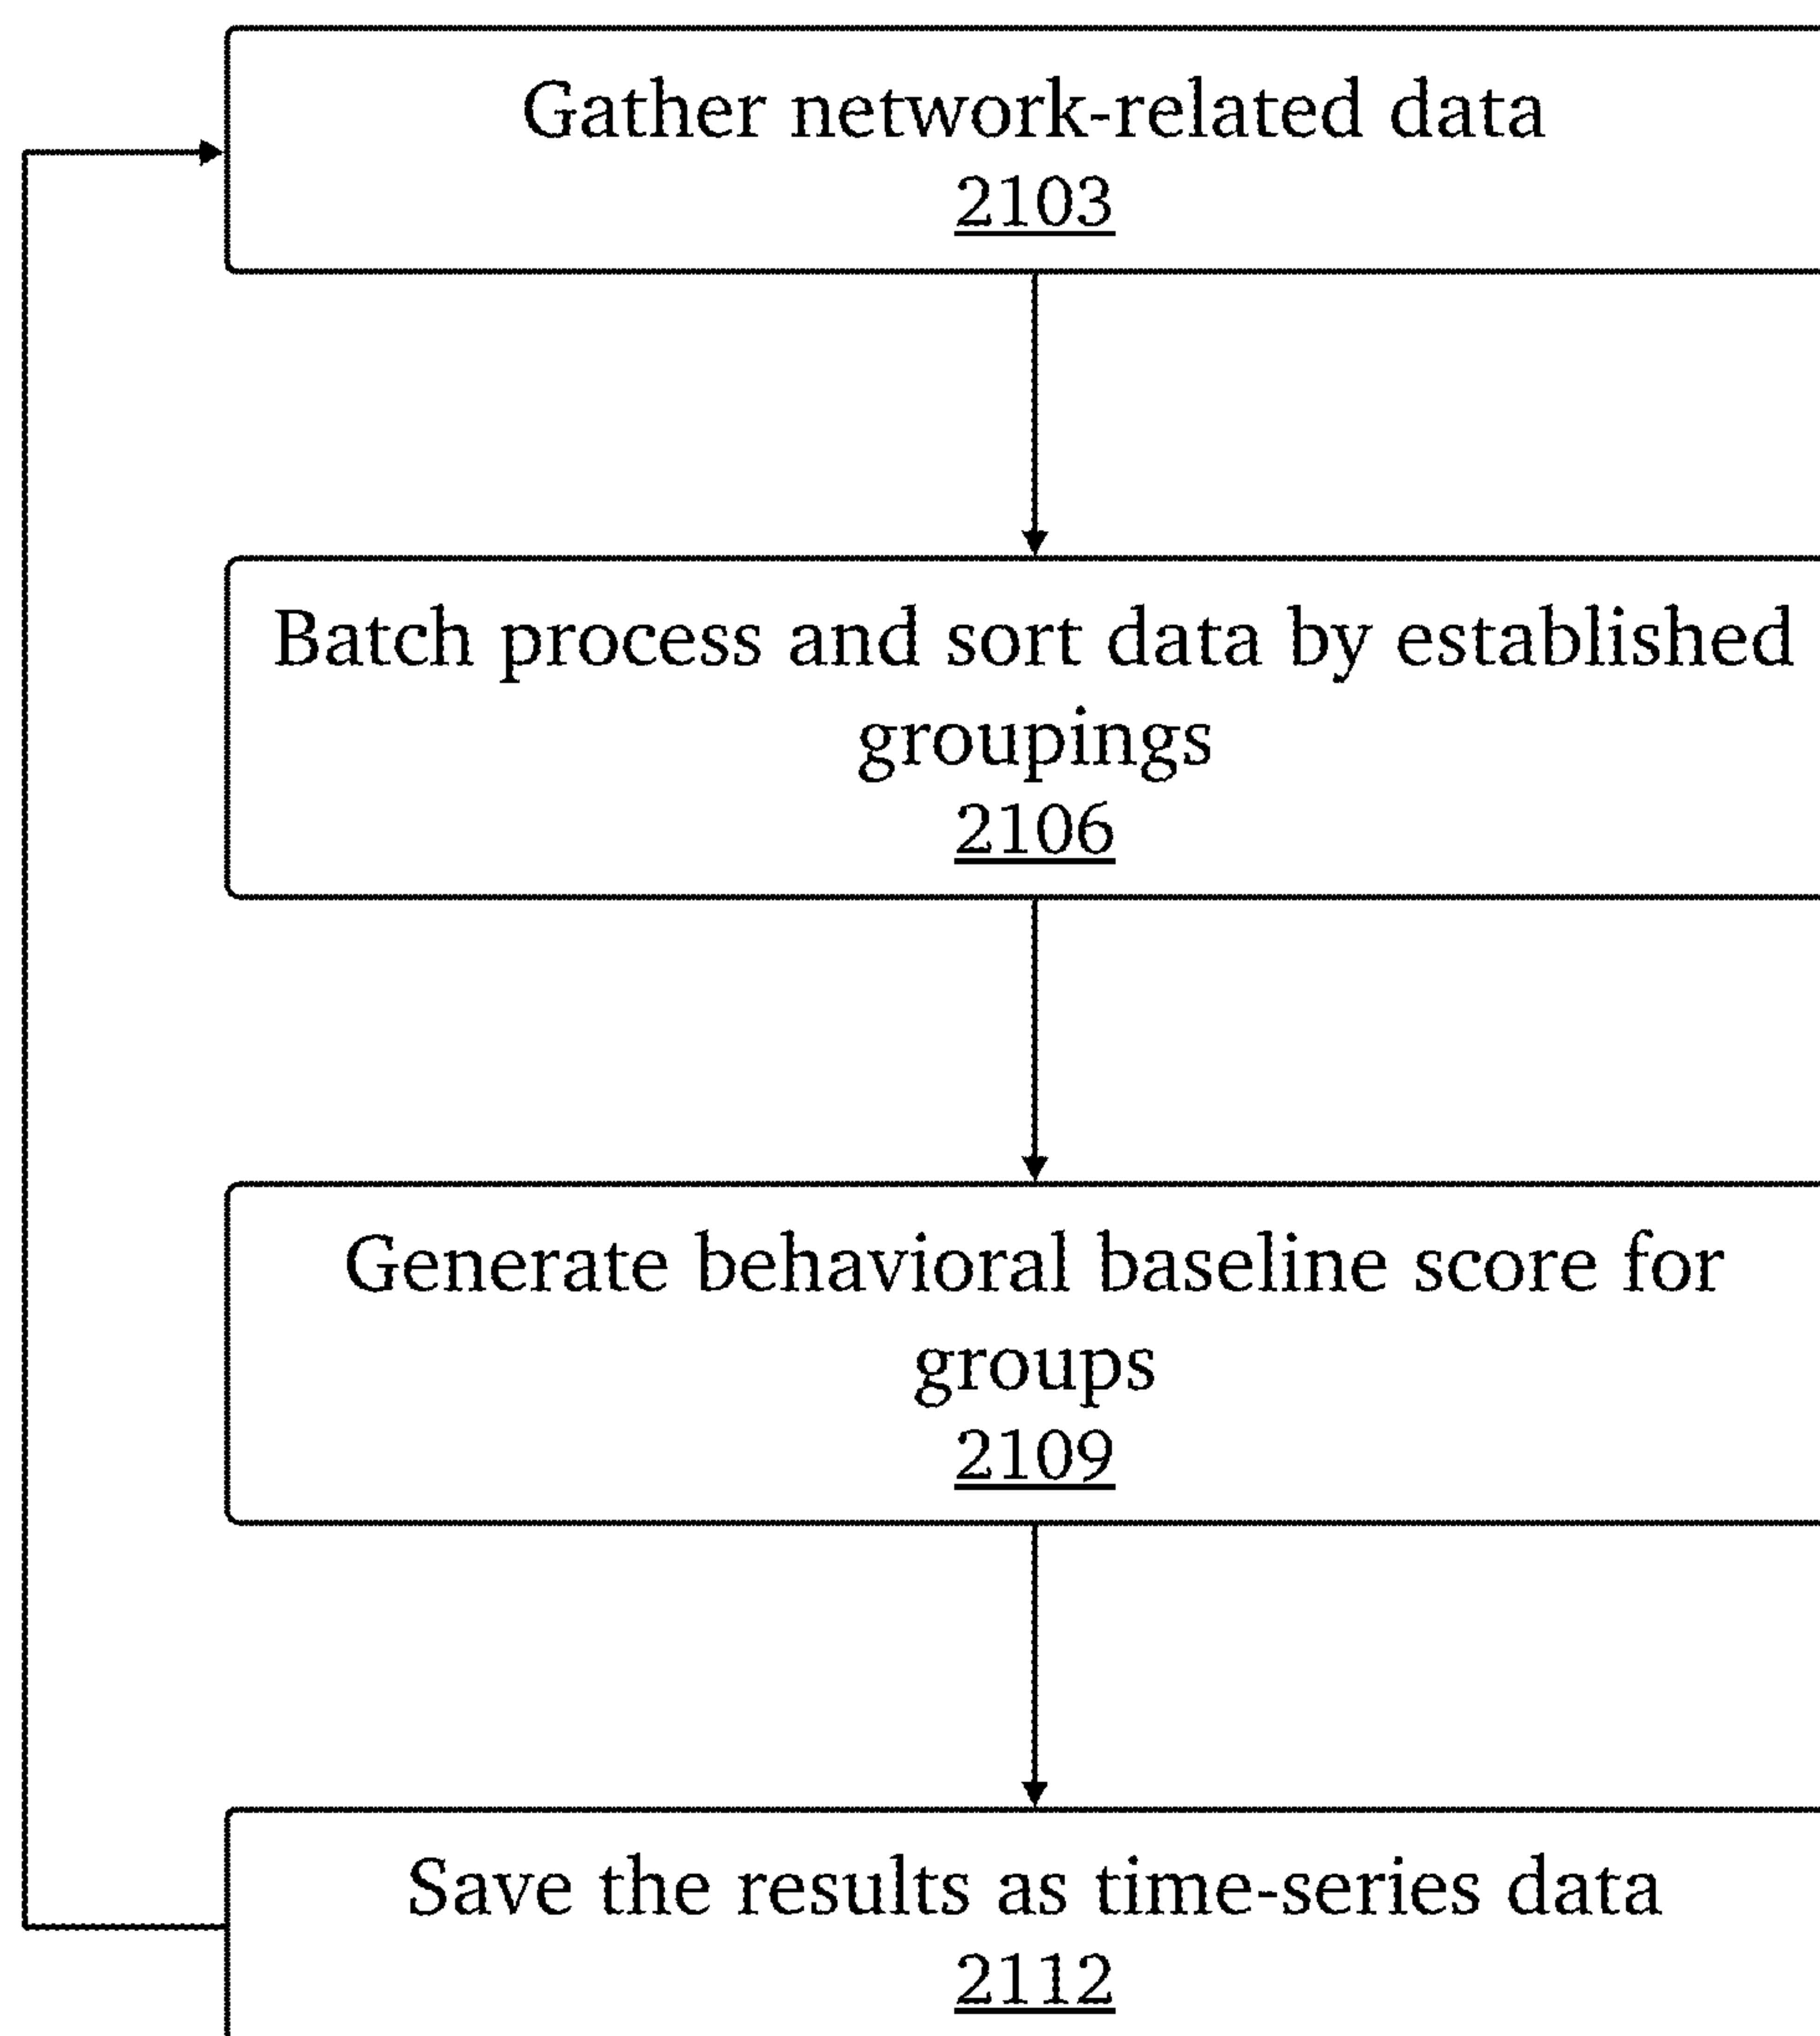 Gather network-related data
2103
Batch process and sort data by established
groupings
2106
Generate behavioral baseline score for
groups
2109
Save the results as time-series data
2112